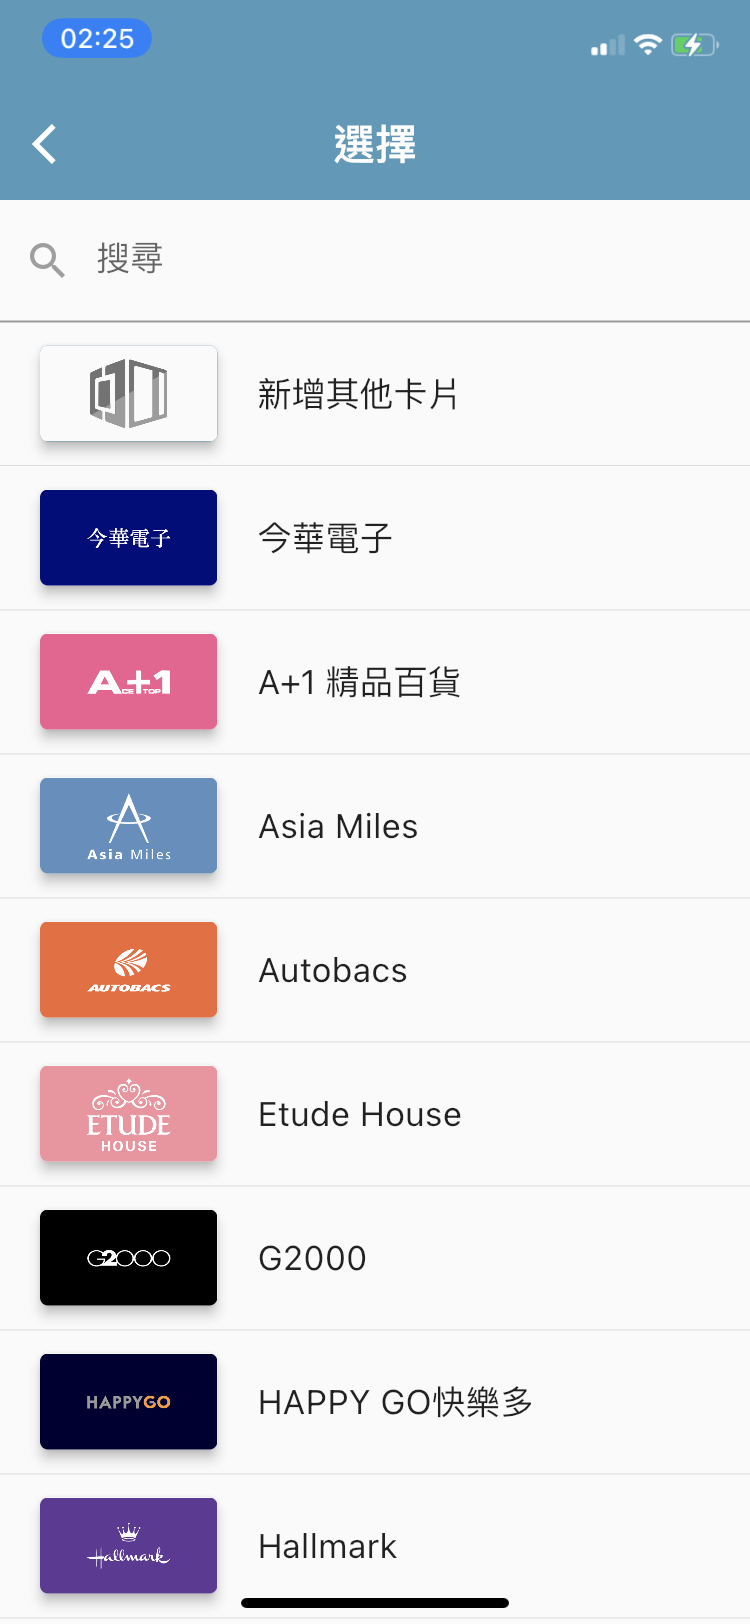 02:25
選擇
搜尋
新增其他卡片
今華電子
今華電子
A+1
ACE TOP
A+1 精品百貨
Asia Miles
Asia Miles
AUTOBACS
Autobacs
ETUDE
HOUSE
Etude House
G2000
G2000
HAPPYGO
HAPPY GO快樂多
Hallmark
Hallmark